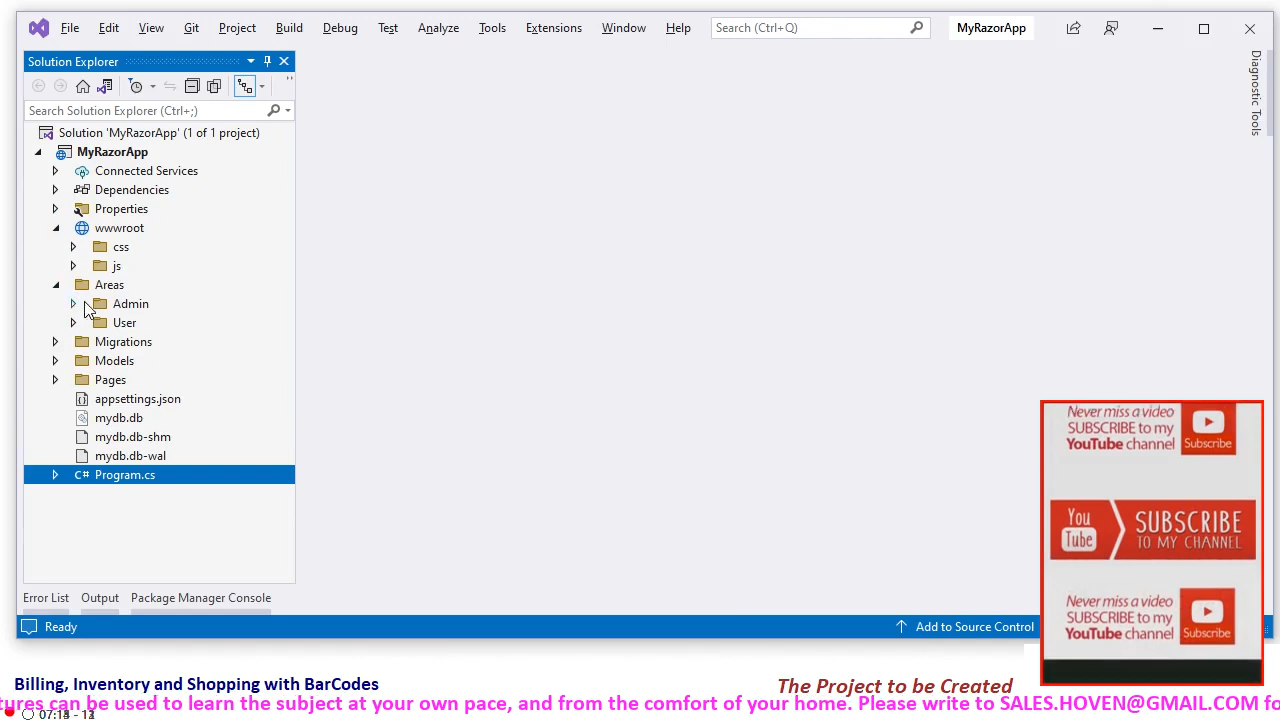 File Edit View Git Project Build Debug Test Analyze Tools Extensions Window Help Search (Ctrl+Q) MyRazorApp
Solution Explorer
Diagnostic Tools
Search Solution Explorer (Ctrl+;)
Solution 'MyRazorApp' (1 of 1 project)
MyRazorApp
Connected Services
Dependencies
Properties
wwwroot
css
js
Areas
Admin
User
Migrations
Models
Pages
appsettings.json
mydb.db
mydb.db-shm
mydb.db-wal
C# Program.cs
Never miss a video
SUBSCRIBE to my
YouTube channel
Subscribe
You
Tube
SUBSCRIBE
TO MY CHANNEL
Never miss a video
SUBSCRIBE to my
YouTube channel
Subscribe
Error List Output Package Manager Console
Ready Add to Source Control
Billing, Inventory and Shopping with BarCodes
The Project to be Created
tures can be used to learn the subject at your own pace, and from the comfort of your home. Please write to SALES.HOVEN@GMAIL.COM fo